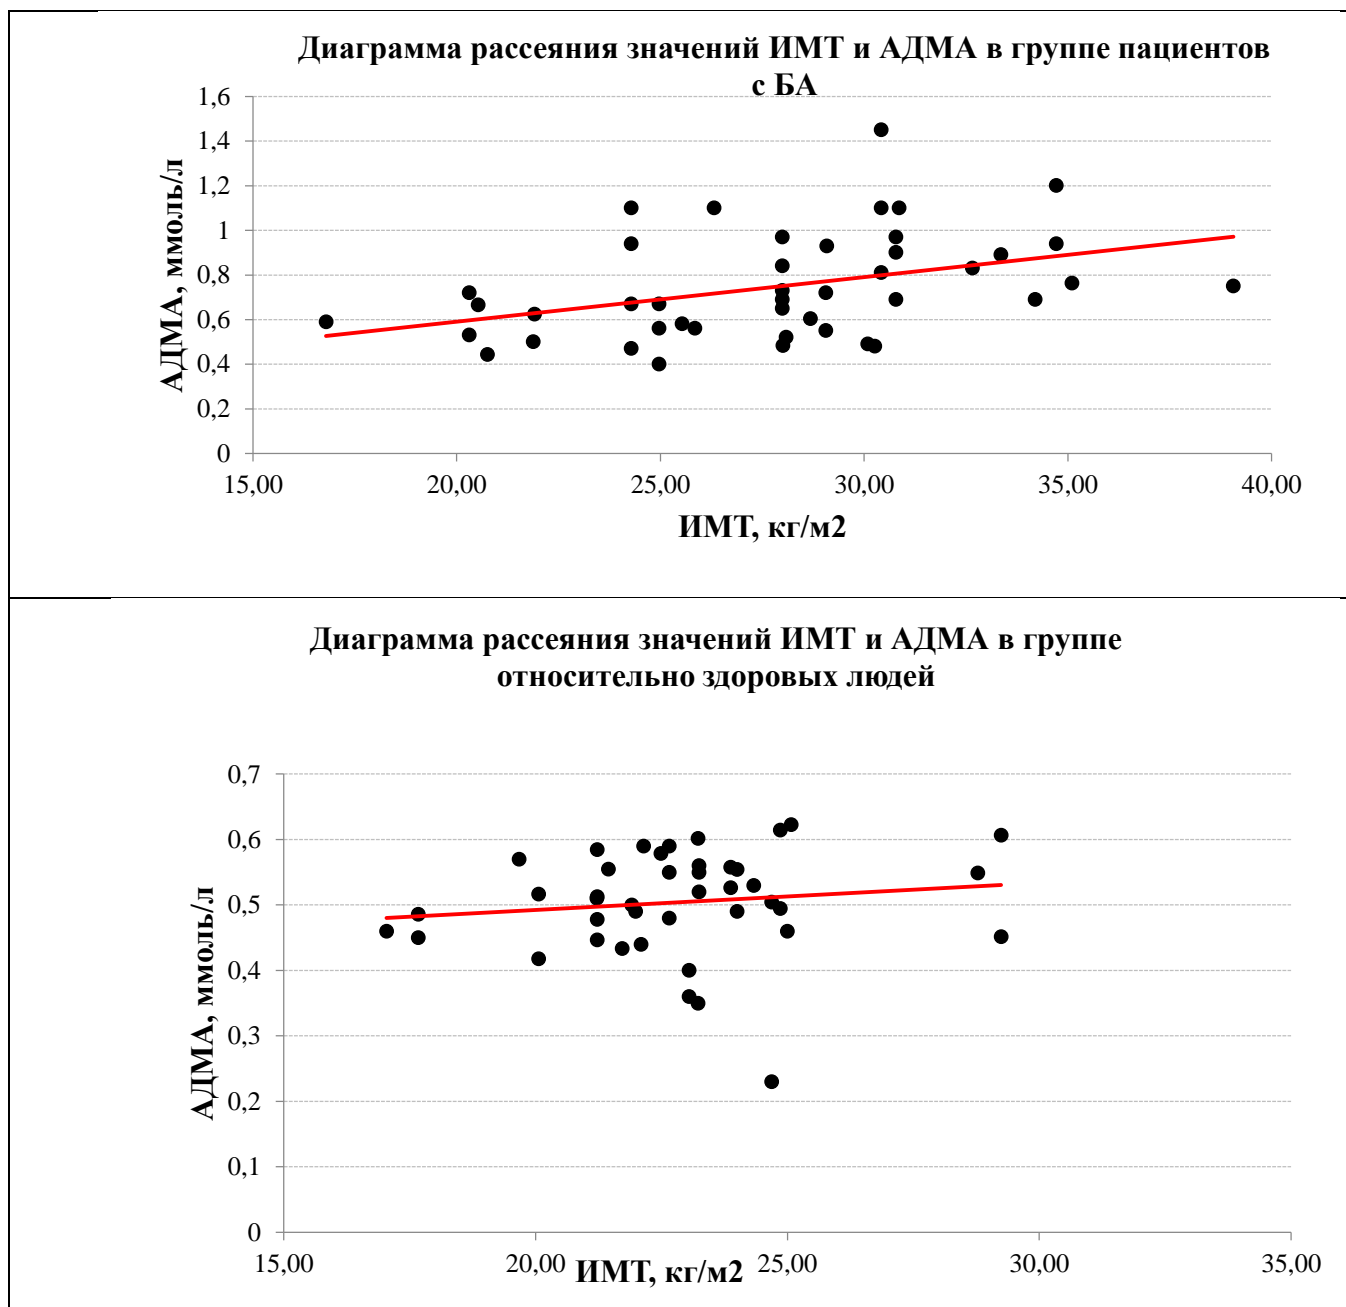 Диаграмма рассеяния значений ИМТ и АДМА в группе пациентов
с БА
АДМА, ммоль/л
1,6
1,4
1,2
1
0,8
0,6
0,4
0,2
0
15,00 20,00 25,00 30,00 35,00 40,00
ИМТ, кг/м2
Диаграмма рассеяния значений ИМТ и АДМА в группе
относительно здоровых людей
АДМА, ммоль/л
0,7
0,6
0,5
0,4
0,3
0,2
0,1
0
15,00 20,00 25,00 30,00 35,00
ИМТ, кг/м2